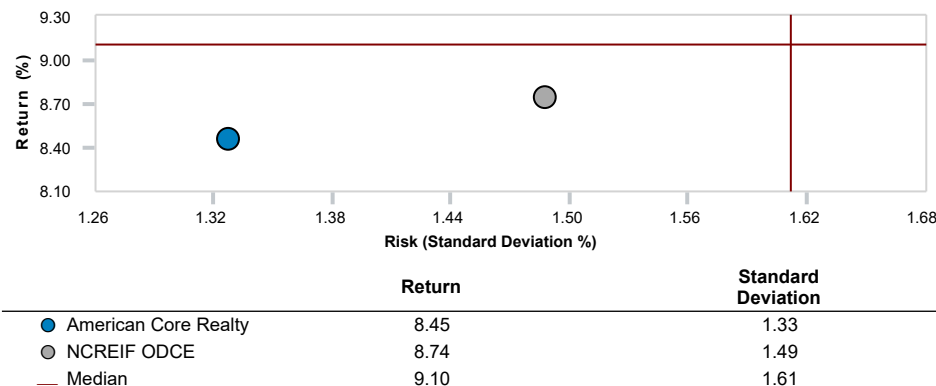 9.30
9.00
8.70
8.40
8.10
Return (%)
1.26 1.32 1.38 1.44 1.50 1.56 1.62 1.68
Risk (Standard Deviation %)
Return Standard Deviation
American Core Realty 8.45 1.33
NCREIF ODCE 8.74 1.49
Median 9.10 1.61